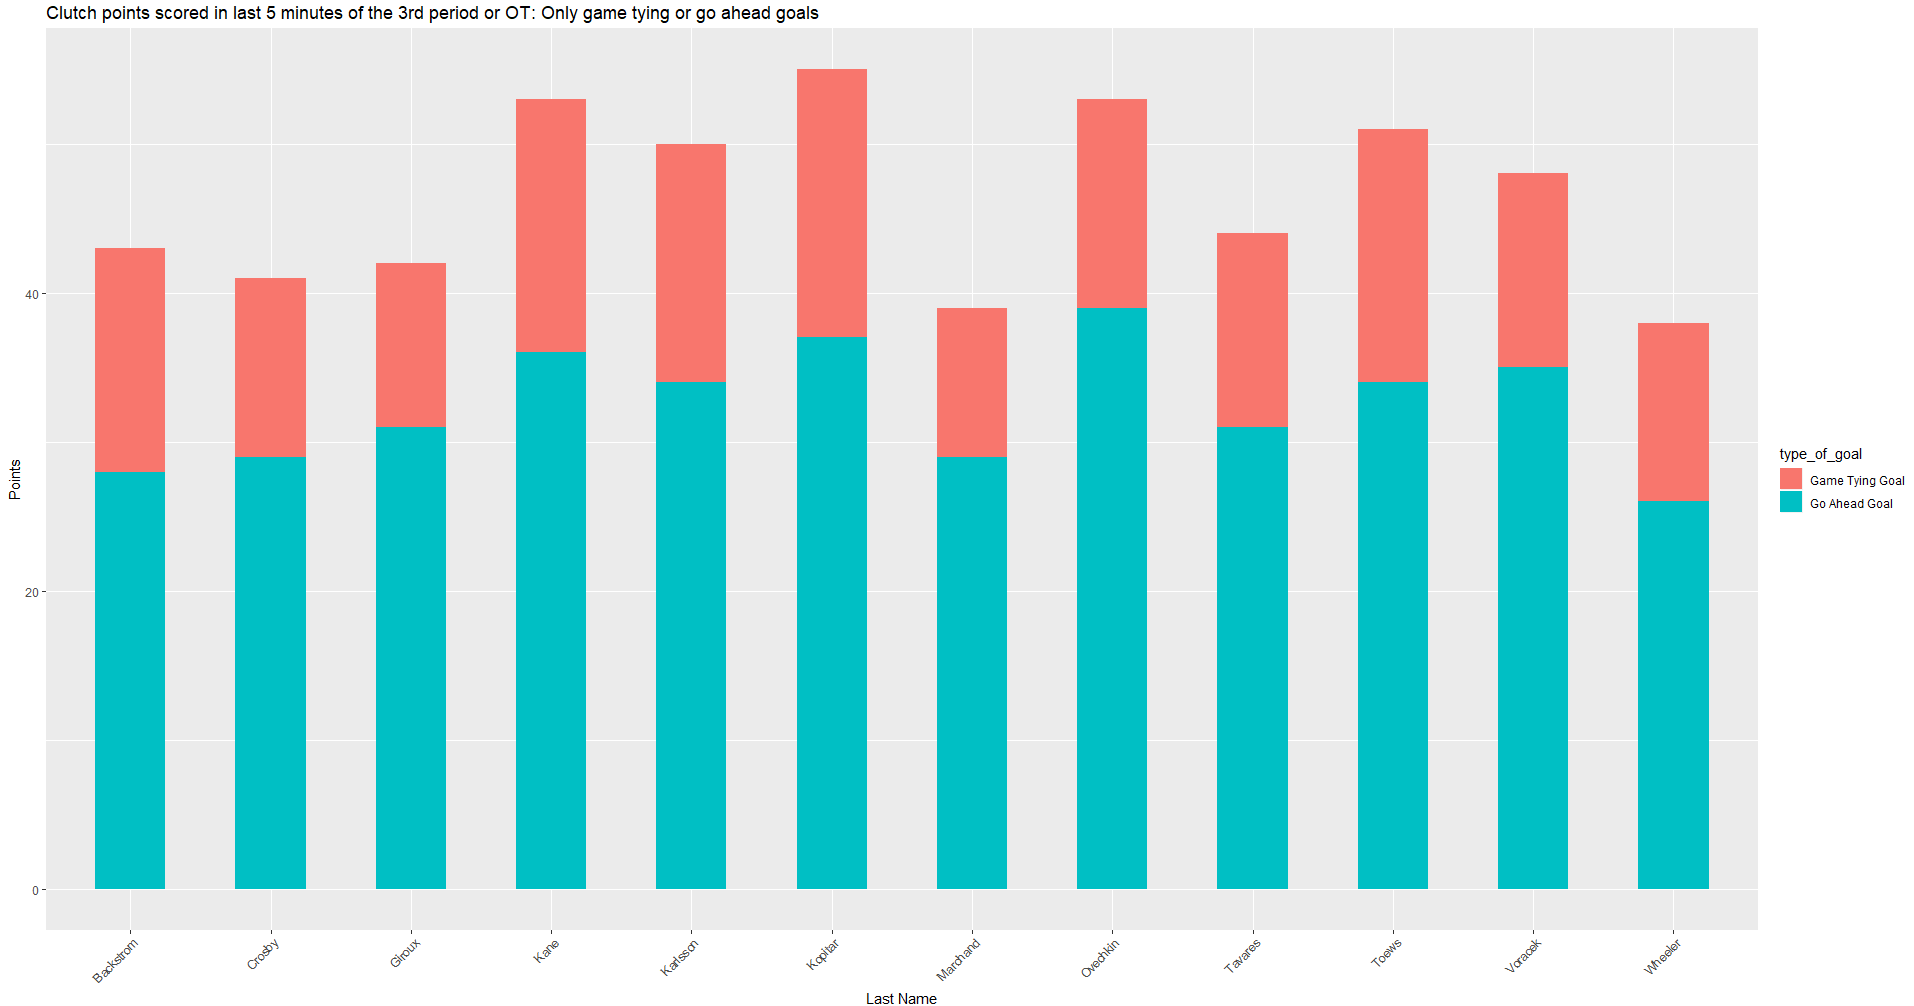 Clutch points scored in last 5 minutes of the 3rd period or OT: Only game tying or go ahead goals
Points
40
20
0
Backstrom
Crosby
Giroux
Kane
Karlsson
Kopitar
Marchand
Ovechkin
Tavares
Toews
Voracek
Wheeler
Last Name
type_of_goal
Game Tying Goal
Go Ahead Goal